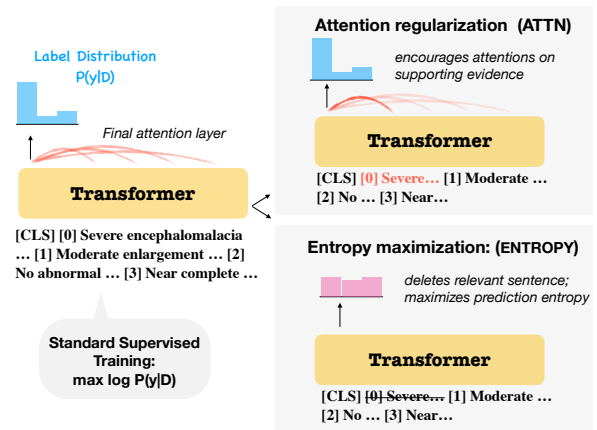 Label Distribution
P(y|D)
Final attention layer
Transformer
[CLS] [0] Severe encephalomalacia
… [1] Moderate enlargement … [2]
No abnormal … [3] Near complete …
Standard Supervised
Training:
max log P(y|D)
Attention regularization (ATTN)
encourages attentions on
supporting evidence
Transformer
[CLS] [0] Severe… [1] Moderate …
[2] No … [3] Near…
Entropy maximization: (ENTROPY)
deletes relevant sentence;
maximizes prediction entropy
Transformer
[CLS] [0] Severe… [1] Moderate …
[2] No … [3] Near…